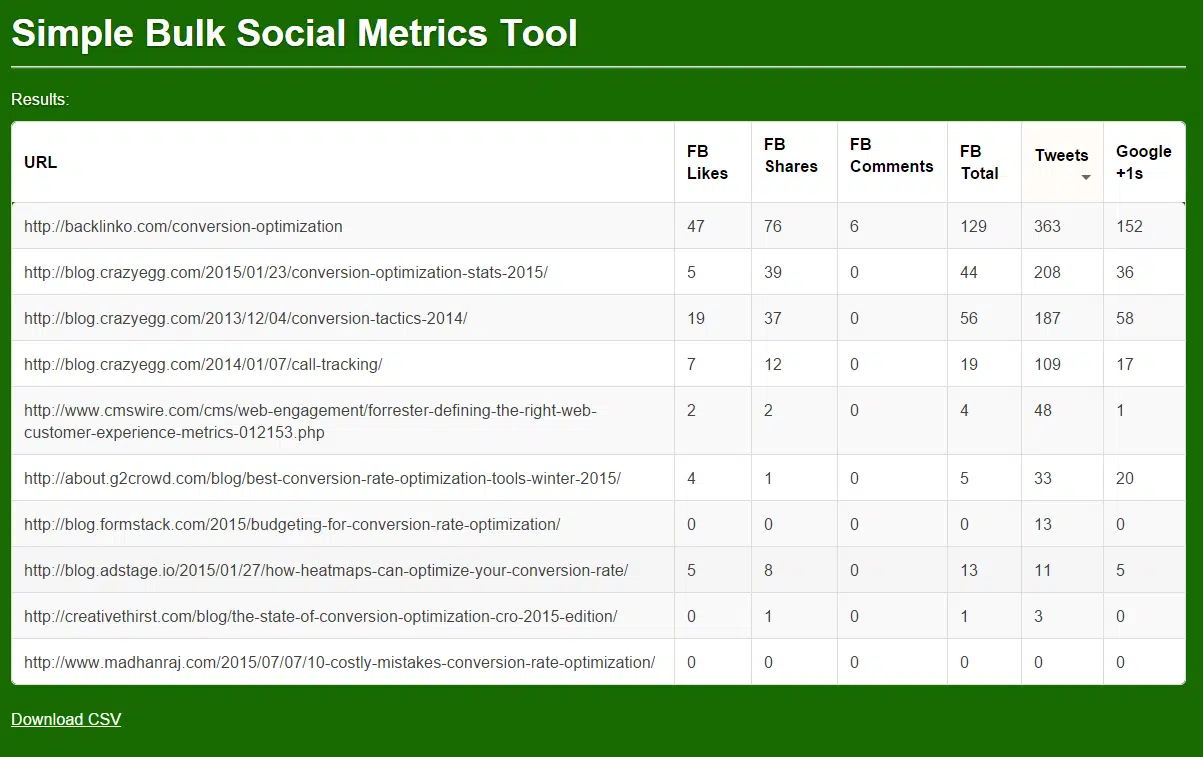 Simple Bulk Social Metrics Tool
Results:
URL FB Likes FB Shares FB Comments FB Total Tweets Google +1s
http://backlinko.com/conversion-optimization 47 76 6 129 363 152
http://blog.crazyegg.com/2015/01/23/conversion-optimization-stats-2015/ 5 39 0 44 208 36
http://blog.crazyegg.com/2013/12/04/conversion-tactics-2014/ 19 37 0 56 187 58
http://blog.crazyegg.com/2014/01/07/call-tracking/ 7 12 0 19 109 17
http://www.cmswire.com/cms/web-engagement/forrester-defining-the-right-web- 2 2 0 4 48 1
customer-experience-metrics-012153.php
http://about.g2crowd.com/blog/best-conversion-rate-optimization-tools-winter-2015/ 4 1 0 5 33 20
http://blog.formstack.com/2015/budgeting-for-conversion-rate-optimization/ 0 0 0 0 13 0
http://blog.adstage.io/2015/01/27/how-heatmaps-can-optimize-your-conversion-rate/ 5 8 0 13 11 5
http://creativethirst.com/blog/the-state-of-conversion-optimization-cro-2015-edition/ 0 1 0 1 3 0
http://www.madhanraj.com/2015/07/07/10-costly-mistakes-conversion-rate-optimization/ 0 0 0 0 0 0
Download CSV